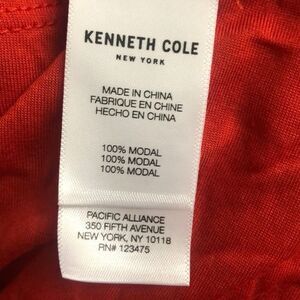 KENNETH COLE
NEW YORK
MADE IN CHINA
FABRIQUE EN CHINE
HECHO EN CHINA
100% MODAL
100% MODAL
100% MODAL
PACIFIC ALLIANCE
350 FIFTH AVENUE
NEW YORK, NY 10118
RN# 123475